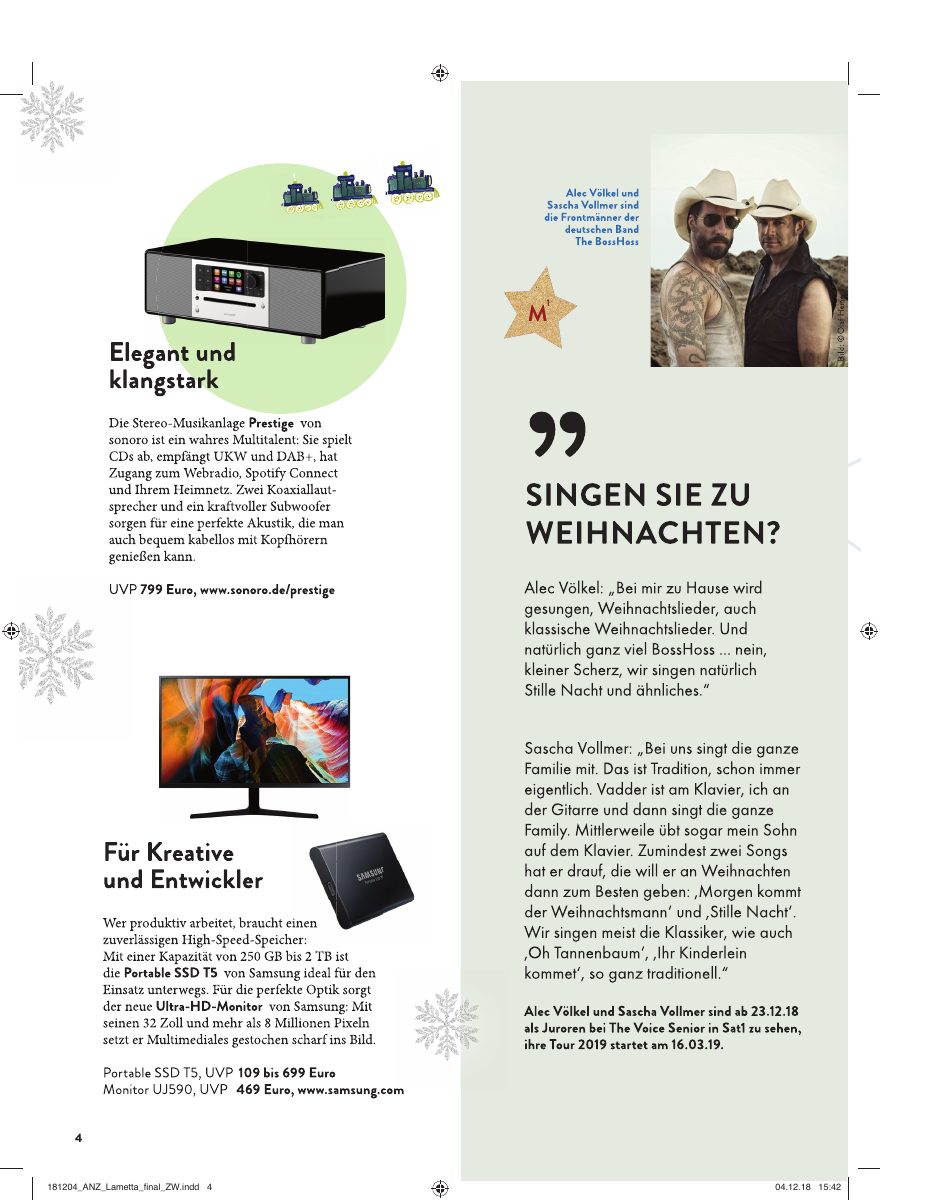 Elegant und
klangstark
Die Stereo-Musikanlage Prestige von
sonoro ist ein wahres Multitalent: Sie spielt
CDs ab, empfängt UKW und DAB+, hat
Zugang zum Webradio, Spotify Connect
und Ihrem Heimnetz. Zwei Koaxiallaut-
sprecher und ein kraftvoller Subwoofer
sorgen für eine perfekte Akustik, die man
auch bequem kabellos mit Kopfhörern
genießen kann.
UVP 799 Euro, www.sonoro.de/prestige
SAMSUNG
Für Kreative
und Entwickler
Wer produktiv arbeitet, braucht einen
zuverlässigen High-Speed-Speicher:
Mit einer Kapazität von 250 GB bis 2 TB ist
die Portable SSD T5 von Samsung ideal für den
Einsatz unterwegs. Für die perfekte Optik sorgt
der neue Ultra-HD-Monitor von Samsung: Mit
seinen 32 Zoll und mehr als 8 Millionen Pixeln
setzt er Multimediales gestochen scharf ins Bild.
Portable SSD T5, UVP 109 bis 699 Euro
Monitor UJ590, UVP 469 Euro, www.samsung.com
4
Alec Völkel und
Sascha Vollmer sind
die Frontmänner der
deutschen Band
The BossHoss
Bild: © Olaf
M1
”
SINGEN SIE ZU
WEIHNACHTEN?
Alec Völkel: „Bei mir zu Hause wird
gesungen, Weihnachtslieder, auch
klassische Weihnachtslieder. Und
natürlich ganz viel BossHoss ... nein,
kleiner Scherz, wir singen natürlich
Stille Nacht und ähnliches.“
Sascha Vollmer: „Bei uns singt die ganze
Familie mit. Das ist Tradition, schon immer
eigentlich. Vadder ist am Klavier, ich an
der Gitarre und dann singt die ganze
Family. Mittlerweile übt sogar mein Sohn
auf dem Klavier. Zumindest zwei Songs
hat er drauf, die will er an Weihnachten
dann zum Besten geben: ‚Morgen kommt
der Weihnachtsmann‘ und ‚Stille Nacht‘.
Wir singen meist die Klassiker, wie auch
‚Oh Tannenbaum‘, ‚Ihr Kinderlein
kommet‘, so ganz traditionell.“
Alec Völkel und Sascha Vollmer sind ab 23.12.18
als Juroren bei The Voice Senior in Sat1 zu sehen,
ihre Tour 2019 startet am 16.03.19.
181204_ANZ_Lametta_final_ZW.indd 4
04.12.18 15:42